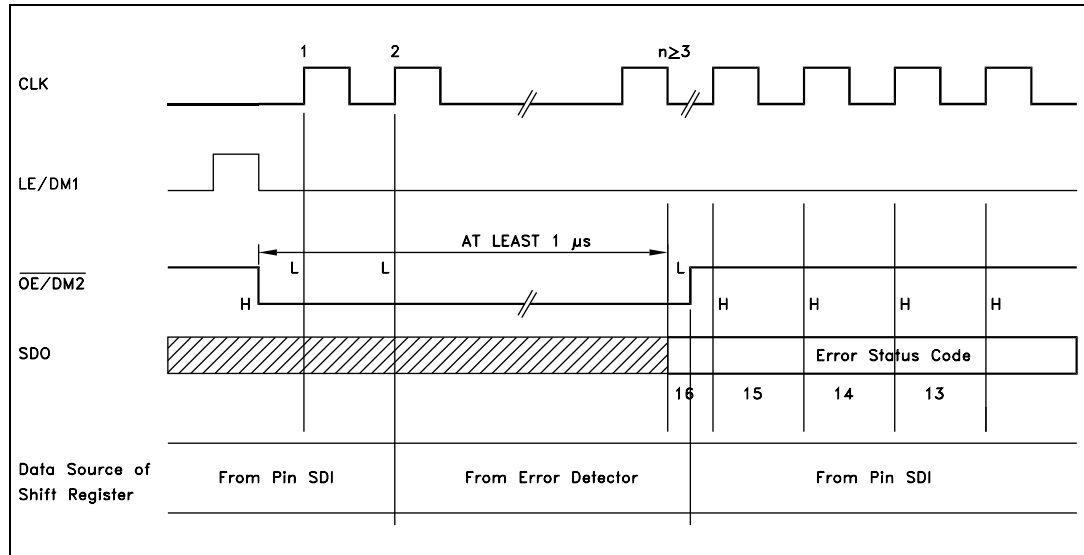 1 2 n≥3
CLK
LE/DM1
AT LEAST 1 µs
L L L
OE/DM2
H H H H H
SDO
Error Status Code
16 15 14 13
Data Source of
Shift Register
From Pin SDI From Error Detector From Pin SDI